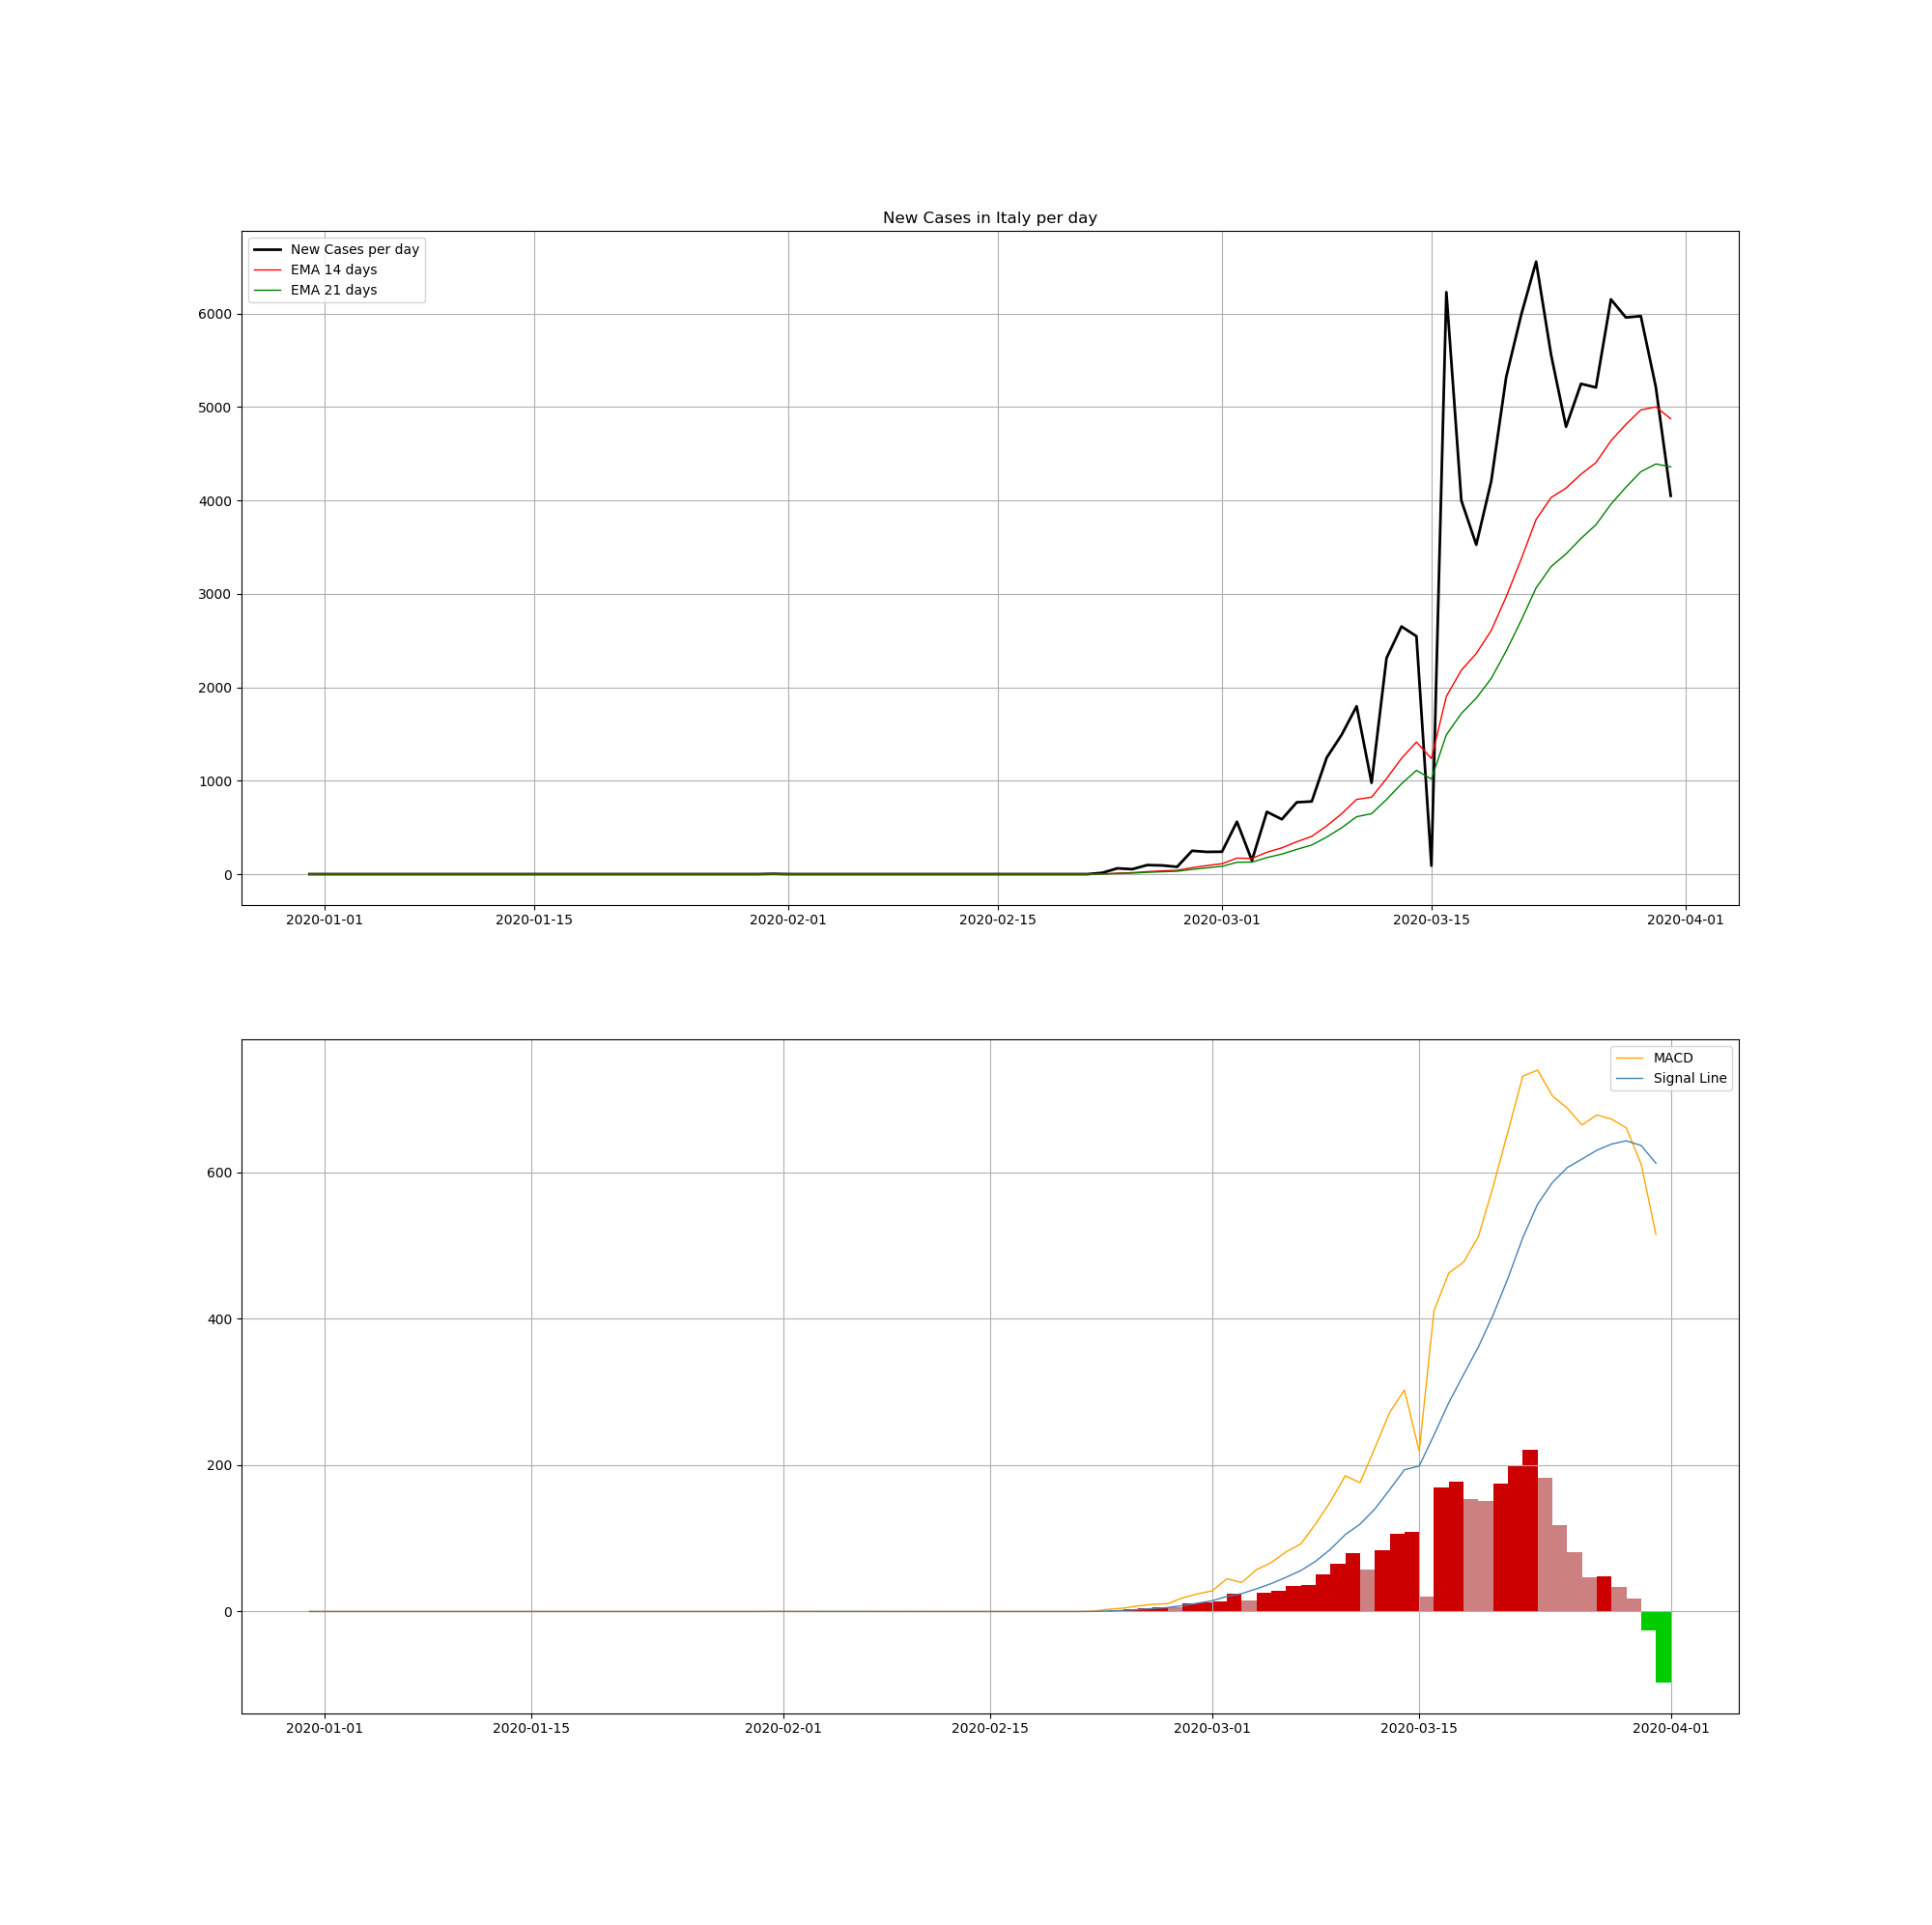 New Cases in Italy per day
New Cases per day
EMA 14 days
EMA 21 days
6000
5000
4000
3000
2000
1000
0
2020-01-01 2020-01-15 2020-02-01 2020-02-15 2020-03-01 2020-03-15 2020-04-01
MACD
Signal Line
600
400
200
0
2020-01-01 2020-01-15 2020-02-01 2020-02-15 2020-03-01 2020-03-15 2020-04-01